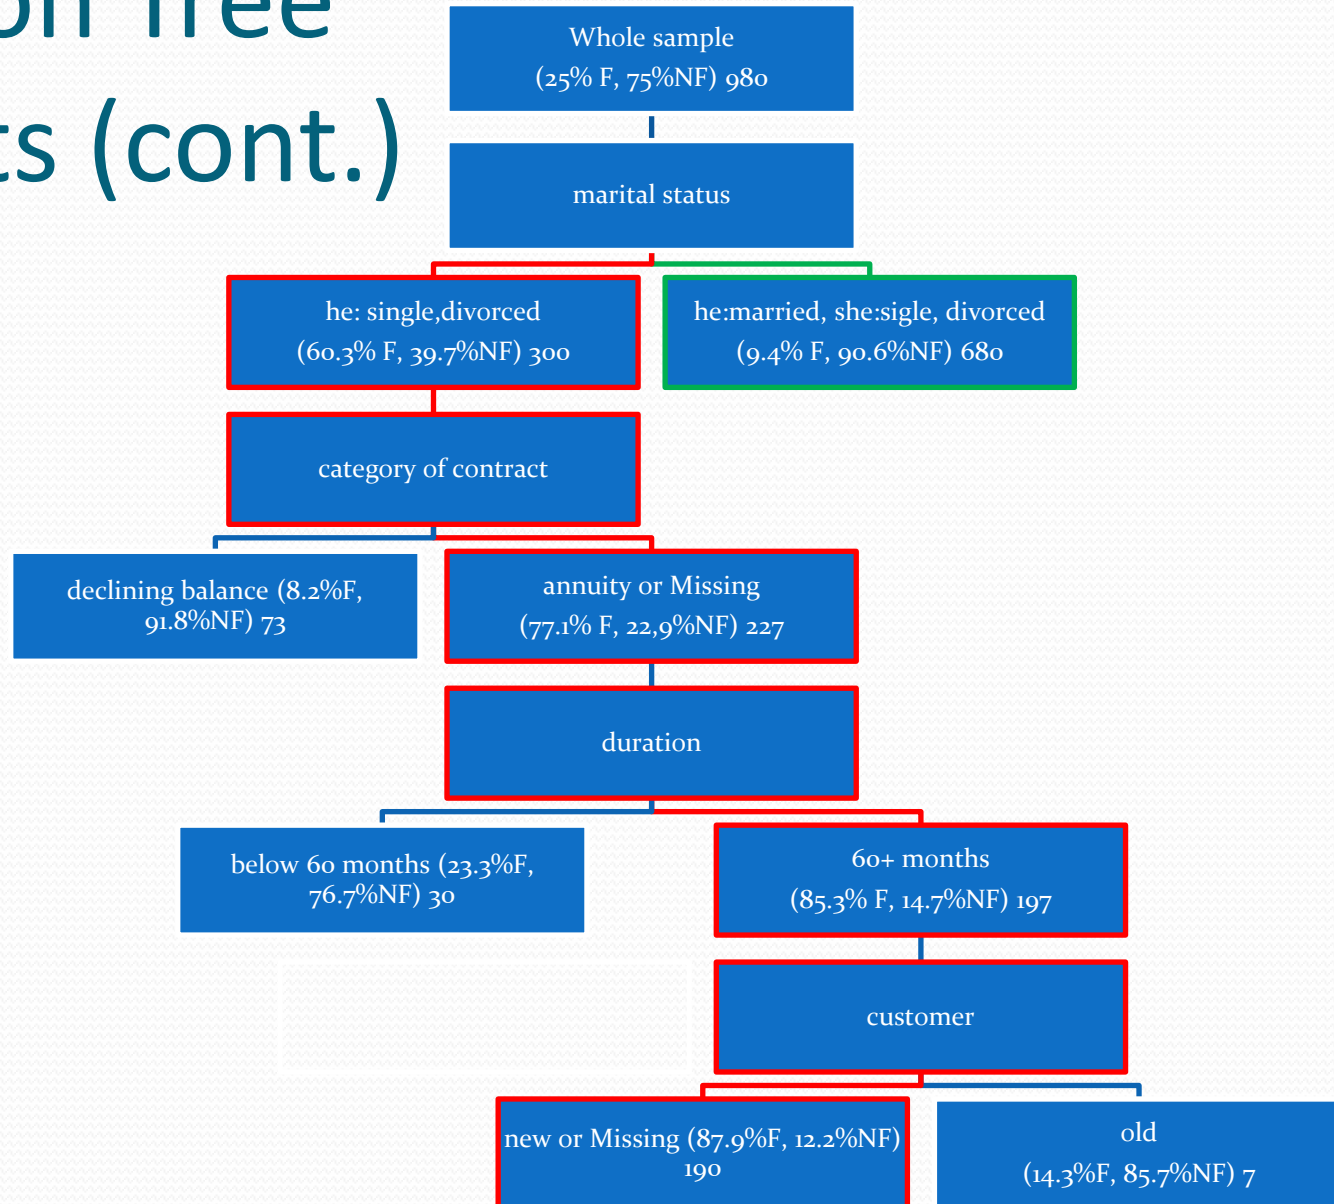 on Tree
ts (cont.)
Whole sample
(25% F, 75%NF) 980
marital status
he: single,divorced
(60.3% F, 39.7%NF) 300
he:married, she:sigle, divorced
(9.4% F, 90.6%NF) 680
category of contract
declining balance (8.2%F,
91.8%NF) 73
annuity or Missing
(77.1% F, 22,9%NF) 227
duration
below 60 months (23.3%F,
76.7%NF) 30
60+ months
(85.3% F, 14.7%NF) 197
customer
new or Missing (87.9%F, 12.2%NF)
190
old
(14.3%F, 85.7%NF) 7